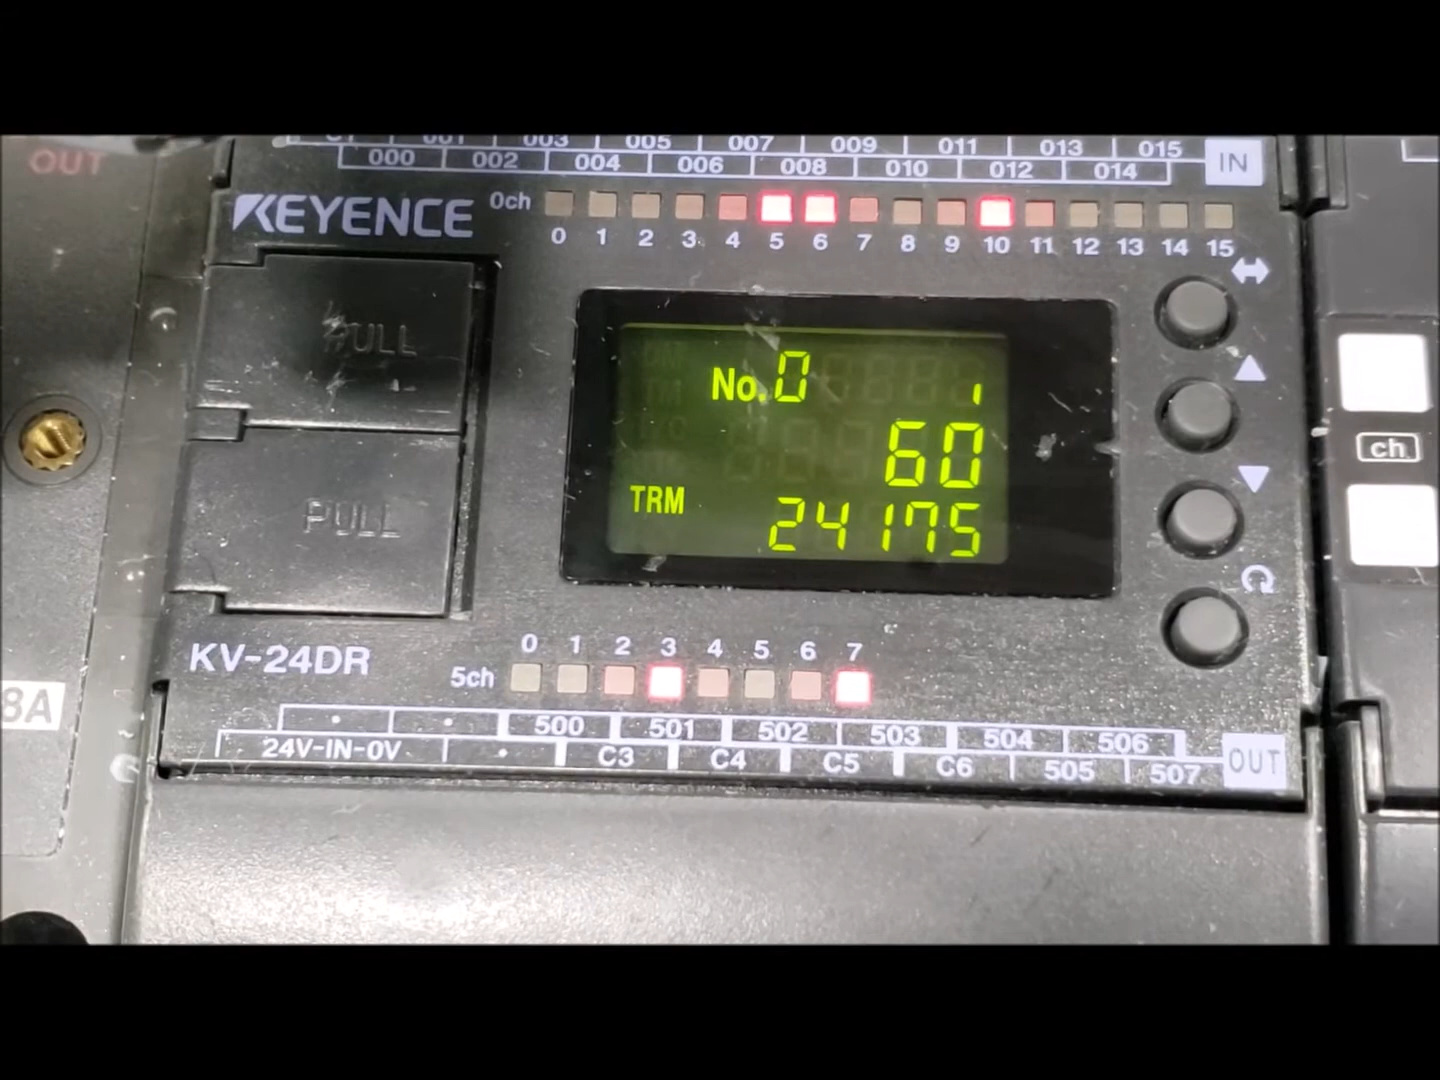 OUT
001 003 005 007 009 011 013 015
000 002 004 006 008 010 012 014 IN
KEYENCE
0ch
0 1 2 3 4 5 6 7 8 9 10 11 12 13 14 15
PULL
No.0 1
60
TRM 24175
PULL
ch
KV-24DR
0 1 2 3 4 5 6 7
5ch
8A
500 501 502 503 504 506
24V-IN-0V C3 C4 C5 C6 505 507 OUT